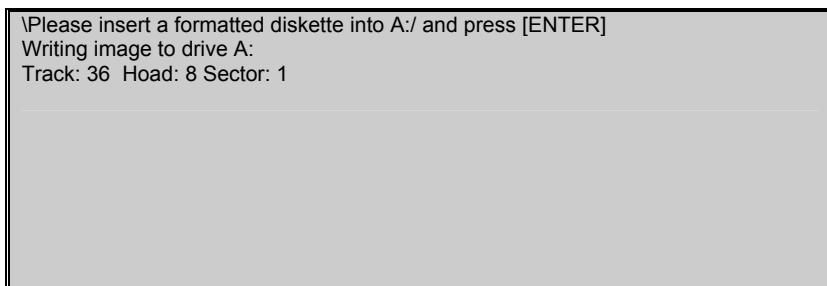 \Please insert a formatted diskette into A:/ and press [ENTER]
Writing image to drive A:
Track: 36  Hoad: 8 Sector: 1